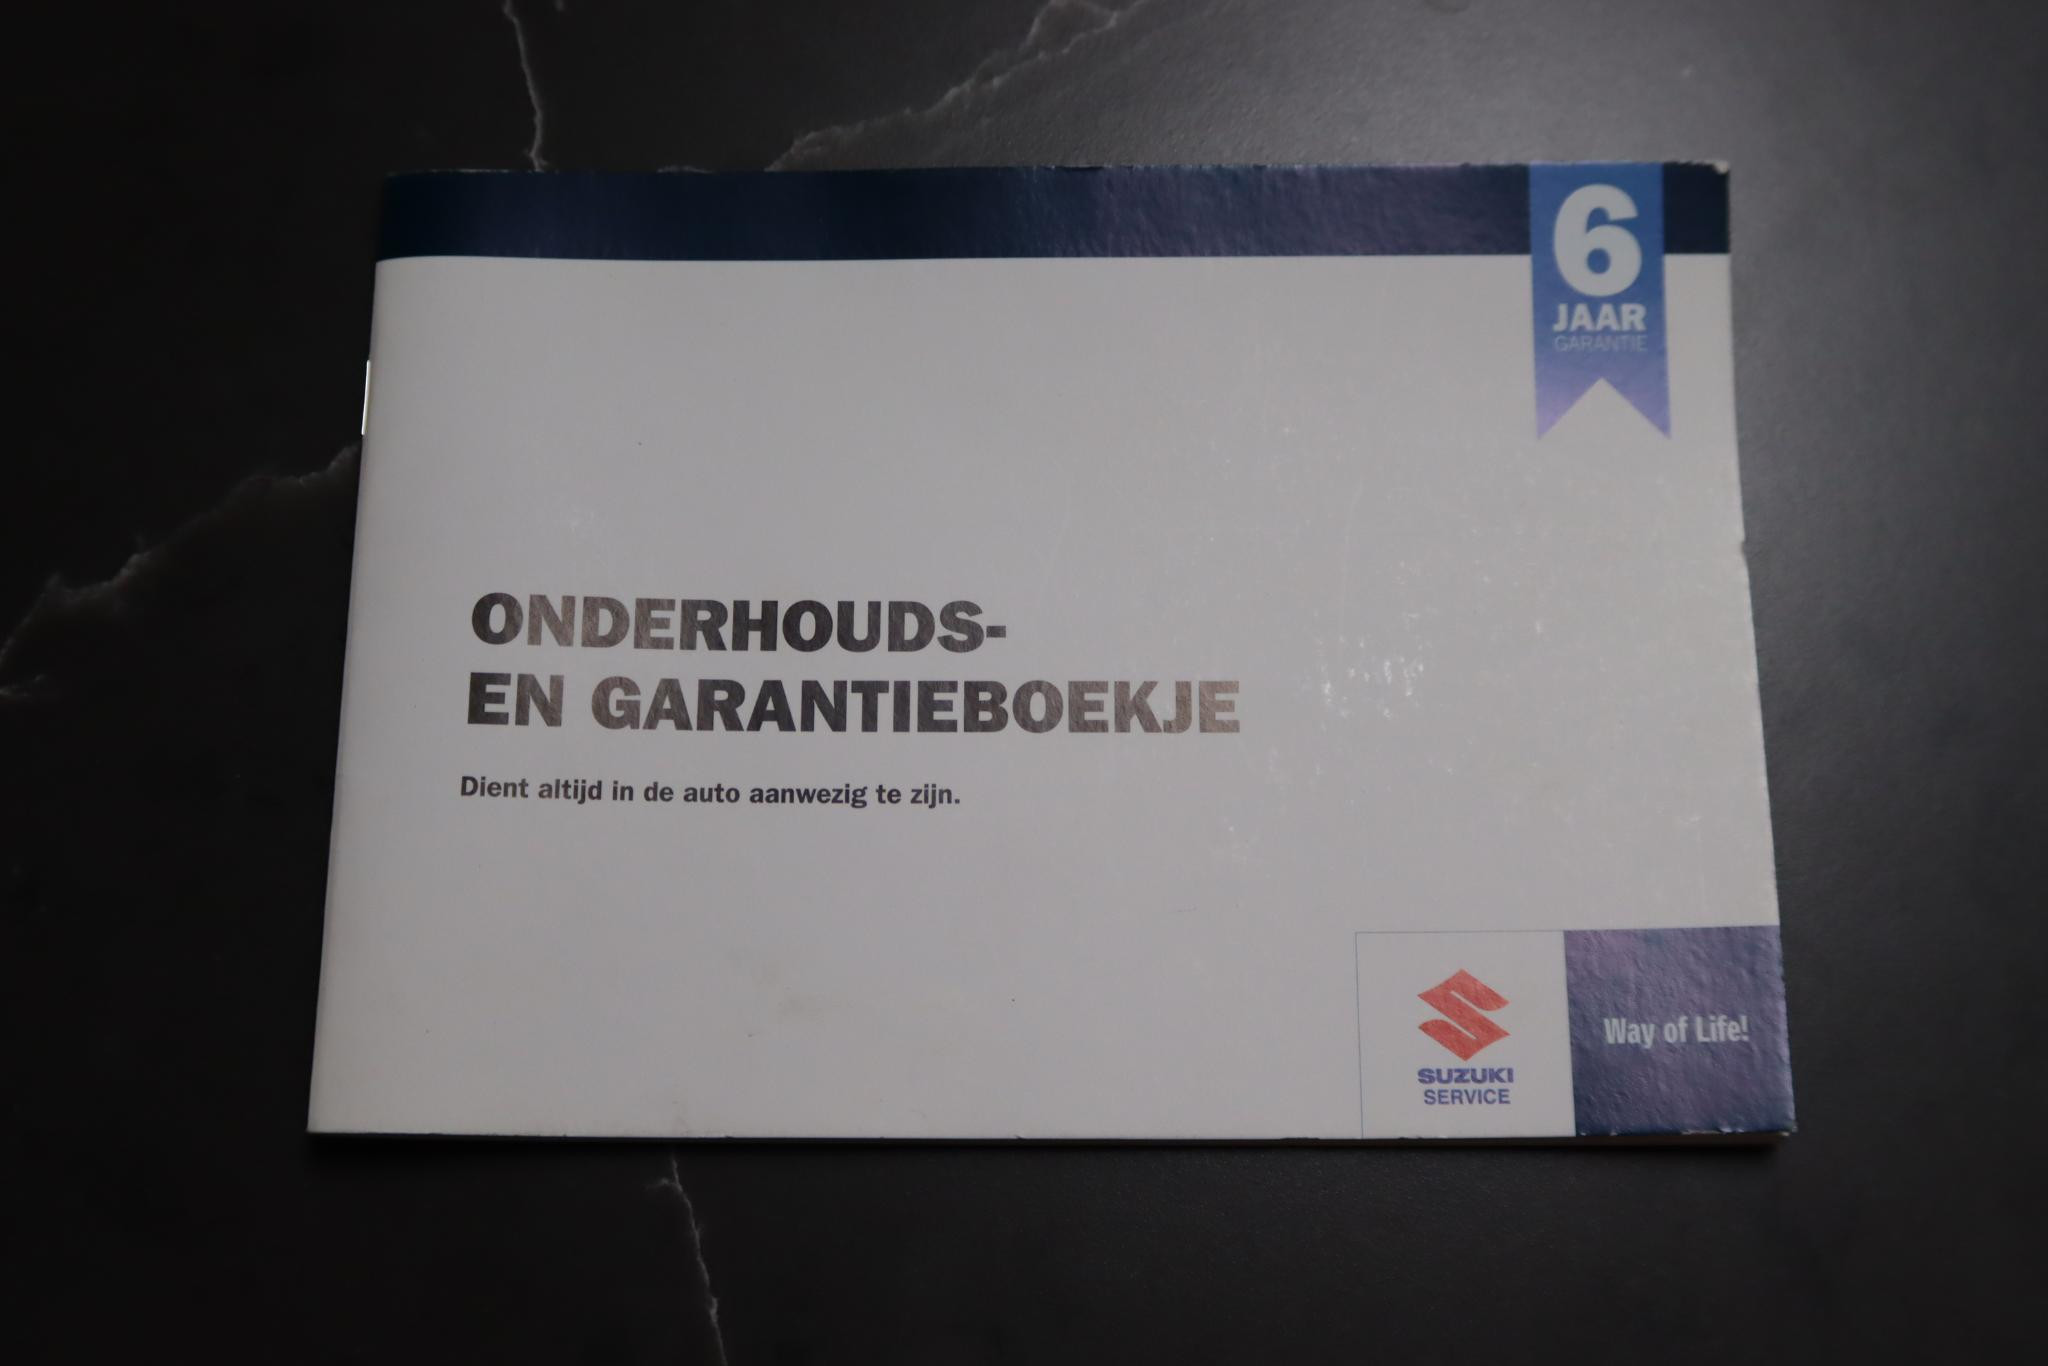 6
JAAR
GARANTIE
ONDERHOUDS-
EN GARANTIEBOEKJE
Dient altijd in de auto aanwezig te zijn.
SUZUKI
SERVICE
Way of Life!